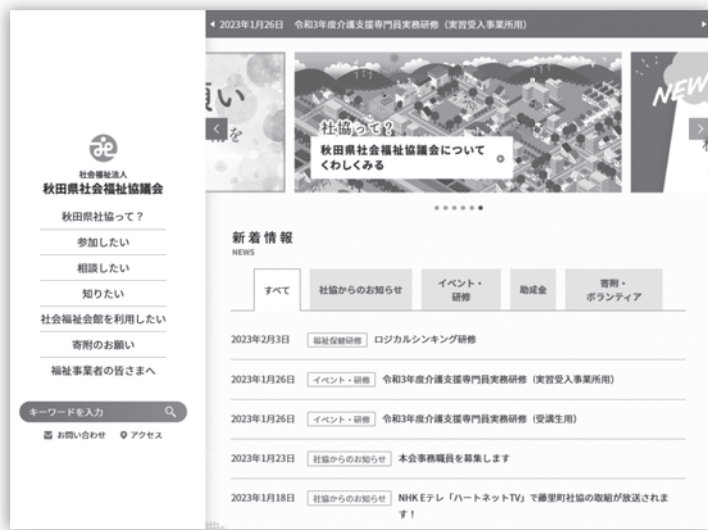 2023年1月26日 令和3年度介護支援専門員実務研修（実習受入事業所用）
社会福祉法人
秋田県社会福祉協議会
秋田県社協って？
参加したい
相談したい
知りたい
社会福祉会館を利用したい
寄附のお願い
福祉事業者の皆さまへ
キーワードを入力
お問い合わせ アクセス
願い
を
社協って？
秋田県社会福祉協議会について
くわしくみる
NEW
新着情報
NEWS
すべて
社協からのお知らせ
イベント・
研修
助成金
寄附・
ボランティア
2023年2月3日 福祉保健研修 ロジカルシンキング研修
2023年1月26日 イベント・研修 令和3年度介護支援専門員実務研修（実習受入事業所用）
2023年1月26日 イベント・研修 令和3年度介護支援専門員実務研修（受講生用）
2023年1月23日 社協からのお知らせ 本会事務職員を募集します
2023年1月18日 社協からのお知らせ NHK Eテレ「ハートネットTV」で藤里町社協の取組が放送されま
す！